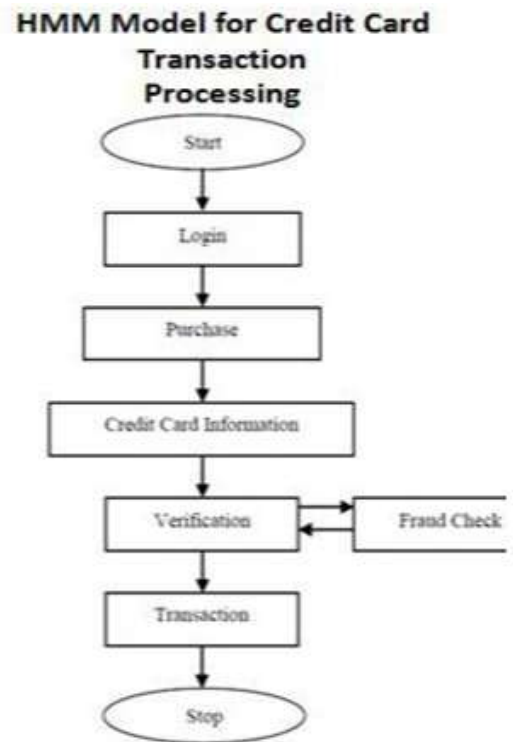 HMM Model for Credit Card
Transaction
Processing
Start
Login
Purchase
Credit Card Information
Verification
Fraud Check
Transaction
Stop